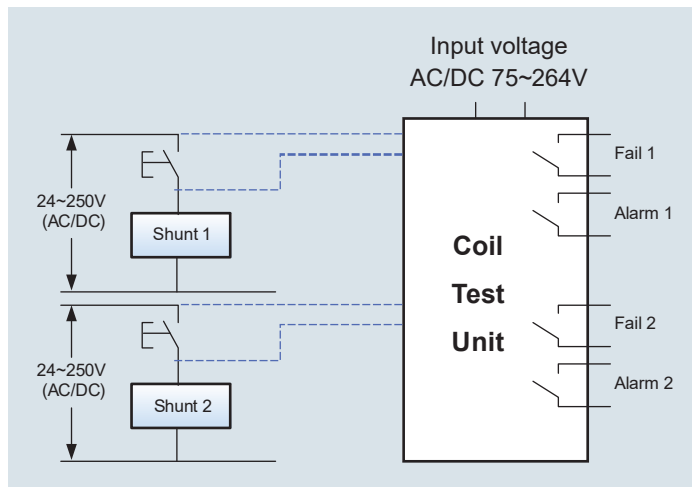 Input voltage
AC/DC 75~264V
24~250V
(AC/DC)
Shunt 1
24~250V
(AC/DC)
Shunt 2
Coil
Test
Unit
Fail 1
Alarm 1
Fail 2
Alarm 2